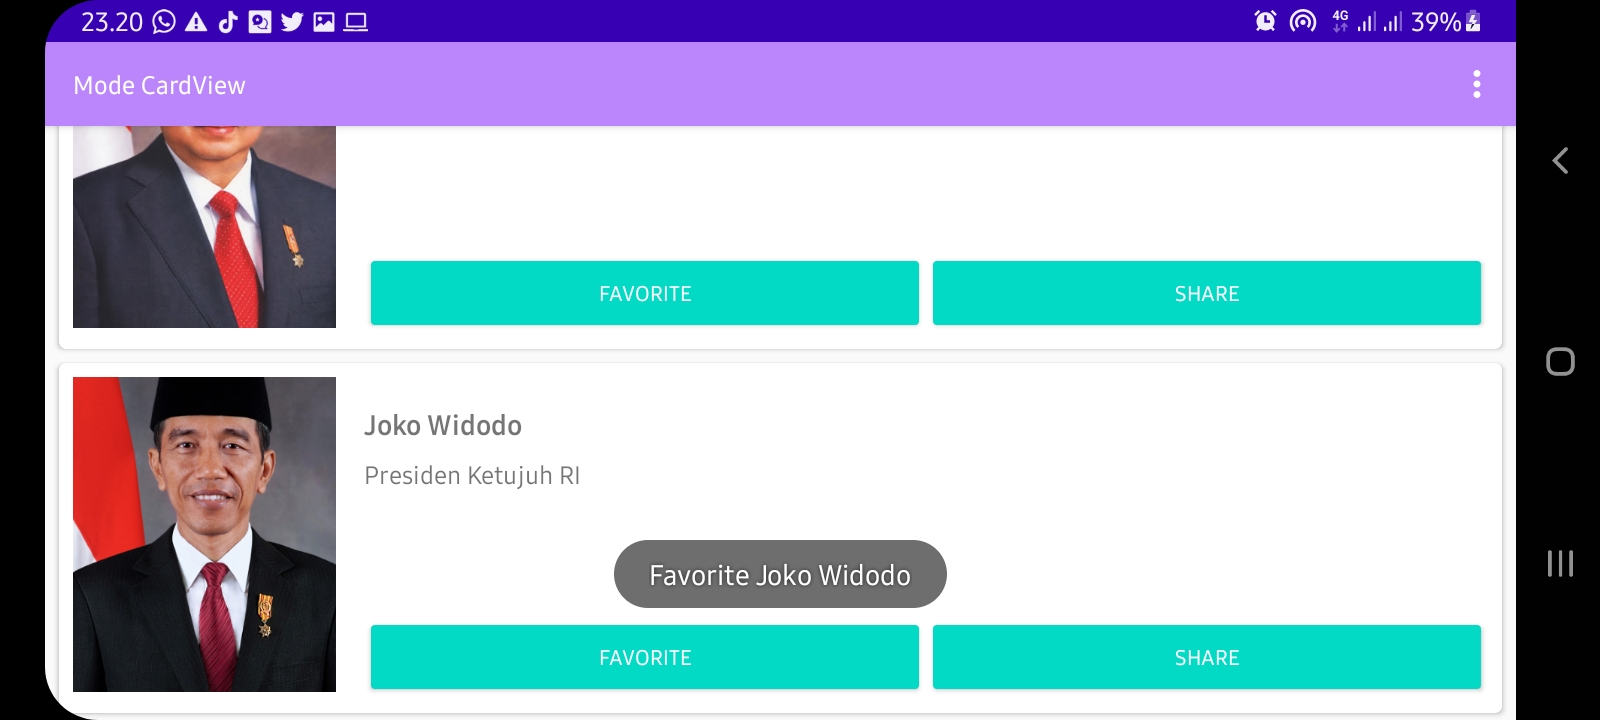 23.20
4G
39%
Mode CardView
FAVORITE
SHARE
Joko Widodo
Presiden Ketujuh RI
Favorite Joko Widodo
FAVORITE
SHARE